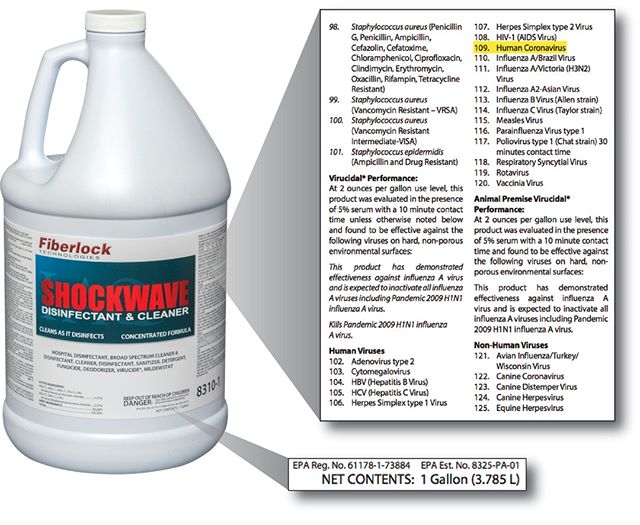 Fiberlock
TECHNOLOGIES
SHOCKWAVE
DISINFECTANT & CLEANER
CLEANS AS IT DISINFECTS CONCENTRATED FORMULA
HOSPITAL DISINFECTANT, BROAD SPECTRUM CLEANER &
DISINFECTANT, CLEANER, DISINFECTANT, SANITIZER, DETERGENT,
FUNGICIDE, DEODORIZER, VIRUCIDE*, MILDEWSTAT
KEEP OUT OF REACH OF CHILDREN
DANGER
NET CONTENTS: 1 Gallon
8310-1
98. Staphylococcus aureus (Penicillin
G, Penicillin, Ampicillin,
Cefazolin, Cefatoxime,
Chloramphenicol, Ciprofloxacin,
Clindimycin, Erythromycin,
Oxacillin, Rifampin, Tetracycline
Resistant)
99. Staphylococcus aureus
(Vancomycin Resistant – VRSA)
100. Staphylococcus aureus
(Vancomycin Resistant
Intermediate-VISA)
101. Staphylococcus epidermidis
(Ampicillin and Drug Resistant)
Virucidal* Performance:
At 2 ounces per gallon use level, this
product was evaluated in the presence
of 5% serum with a 10 minute contact
time unless otherwise noted below
and found to be effective against the
following viruses on hard, non-porous
environmental surfaces:
This product has demonstrated
effectiveness against influenza A virus
and is expected to inactivate all influenza
A viruses including Pandemic 2009 H1N1
influenza A virus.
Kills Pandemic 2009 H1N1 influenza
A virus.
Human Viruses
102. Adenovirus type 2
103. Cytomegalovirus
104. HBV (Hepatitis B Virus)
105. HCV (Hepatitis C Virus)
106. Herpes Simplex type 1 Virus
107. Herpes Simplex type 2 Virus
108. HIV-1 (AIDS Virus)
109. Human Coronavirus
110. Influenza A/Brazil Virus
111. Influenza A/Victoria (H3N2)
Virus
112. Influenza A2-Asian Virus
113. Influenza B Virus (Allen strain)
114. Influenza C Virus (Taylor strain)
115. Measles Virus
116. Parainfluenza Virus type 1
117. Poliovirus type 1 (Chat strain) 30
minutes contact time
118. Respiratory Syncytial Virus
119. Rotavirus
120. Vaccinia Virus
Animal Premise Virucidal*
Performance:
At 2 ounces per gallon use level, this
product was evaluated in the presence
of 5% serum with a 10 minute contact
time and found to be effective against
the following viruses on hard, non-
porous environmental surfaces:
This product has demonstrated
effectiveness against influenza A
virus and is expected to inactivate all
influenza A viruses including Pandemic
2009 H1N1 influenza A virus.
Non-Human Viruses
121. Avian Influenza/Turkey/
Wisconsin Virus
122. Canine Coronavirus
123. Canine Distemper Virus
124. Canine Herpesvirus
125. Equine Herpesvirus
EPA Reg. No. 61178-1-73884 EPA Est. No. 8325-PA-01
NET CONTENTS: 1 Gallon (3.785 L)